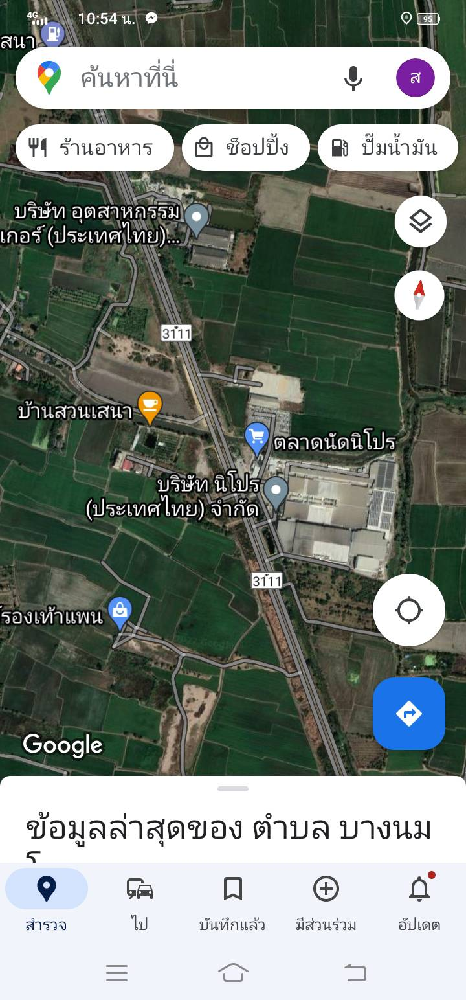 4G 10:54 น. 95
สนา
ค้นหาที่นี่
ส
ร้านอาหาร
ช็อปปิ้ง
ปั๊มน้ำมัน
บริษัท อุตสาหกรรม
เกอร์ (ประเทศไทย)...
3111
บ้านสวนเสนา
ตลาดนัดนิโปร
บริษัท นิโปร
(ประเทศไทย) จำกัด
3111
รองเท้าแพน
Google
ข้อมูลล่าสุดของ ตำบล บางนม
โ
สำรวจ
ไป
บันทึกแล้ว
มีส่วนร่วม
อัปเดต